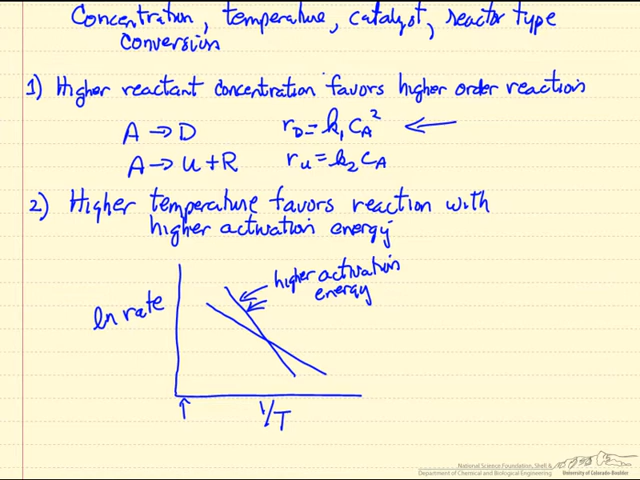 Concentration, temperature, catalyst, reactor type
conversion
1) Higher reactant concentration favors higher order reaction
A → D r_D = k₁ C_A²
A → U + R r_U = k₂ C_A
2) Higher temperature favors reaction with
higher activation energy
higher activation
energy
ln rate
1/T
National Science Foundation, Shell &
Department of Chemical and Biological Engineering
University of Colorado-Boulder